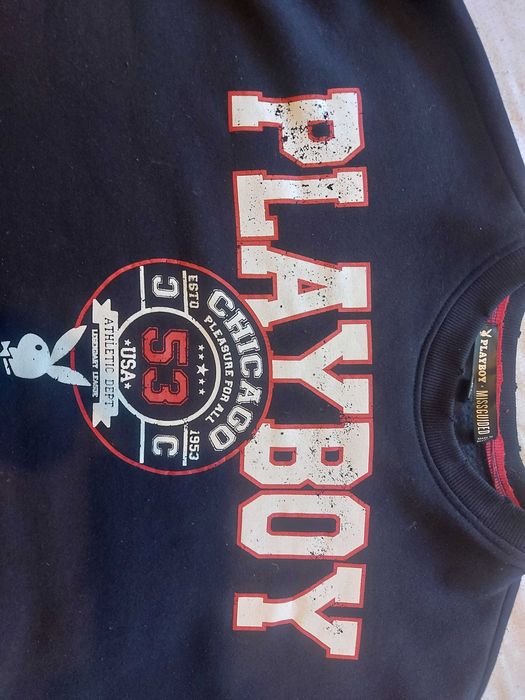 PLAYBOY MISSGUIDED
PLAYBOY
CHICAGO
PLEASURE FOR ALL
ESTD 1953
C 53 C
USA
ATHLETIC DEPT